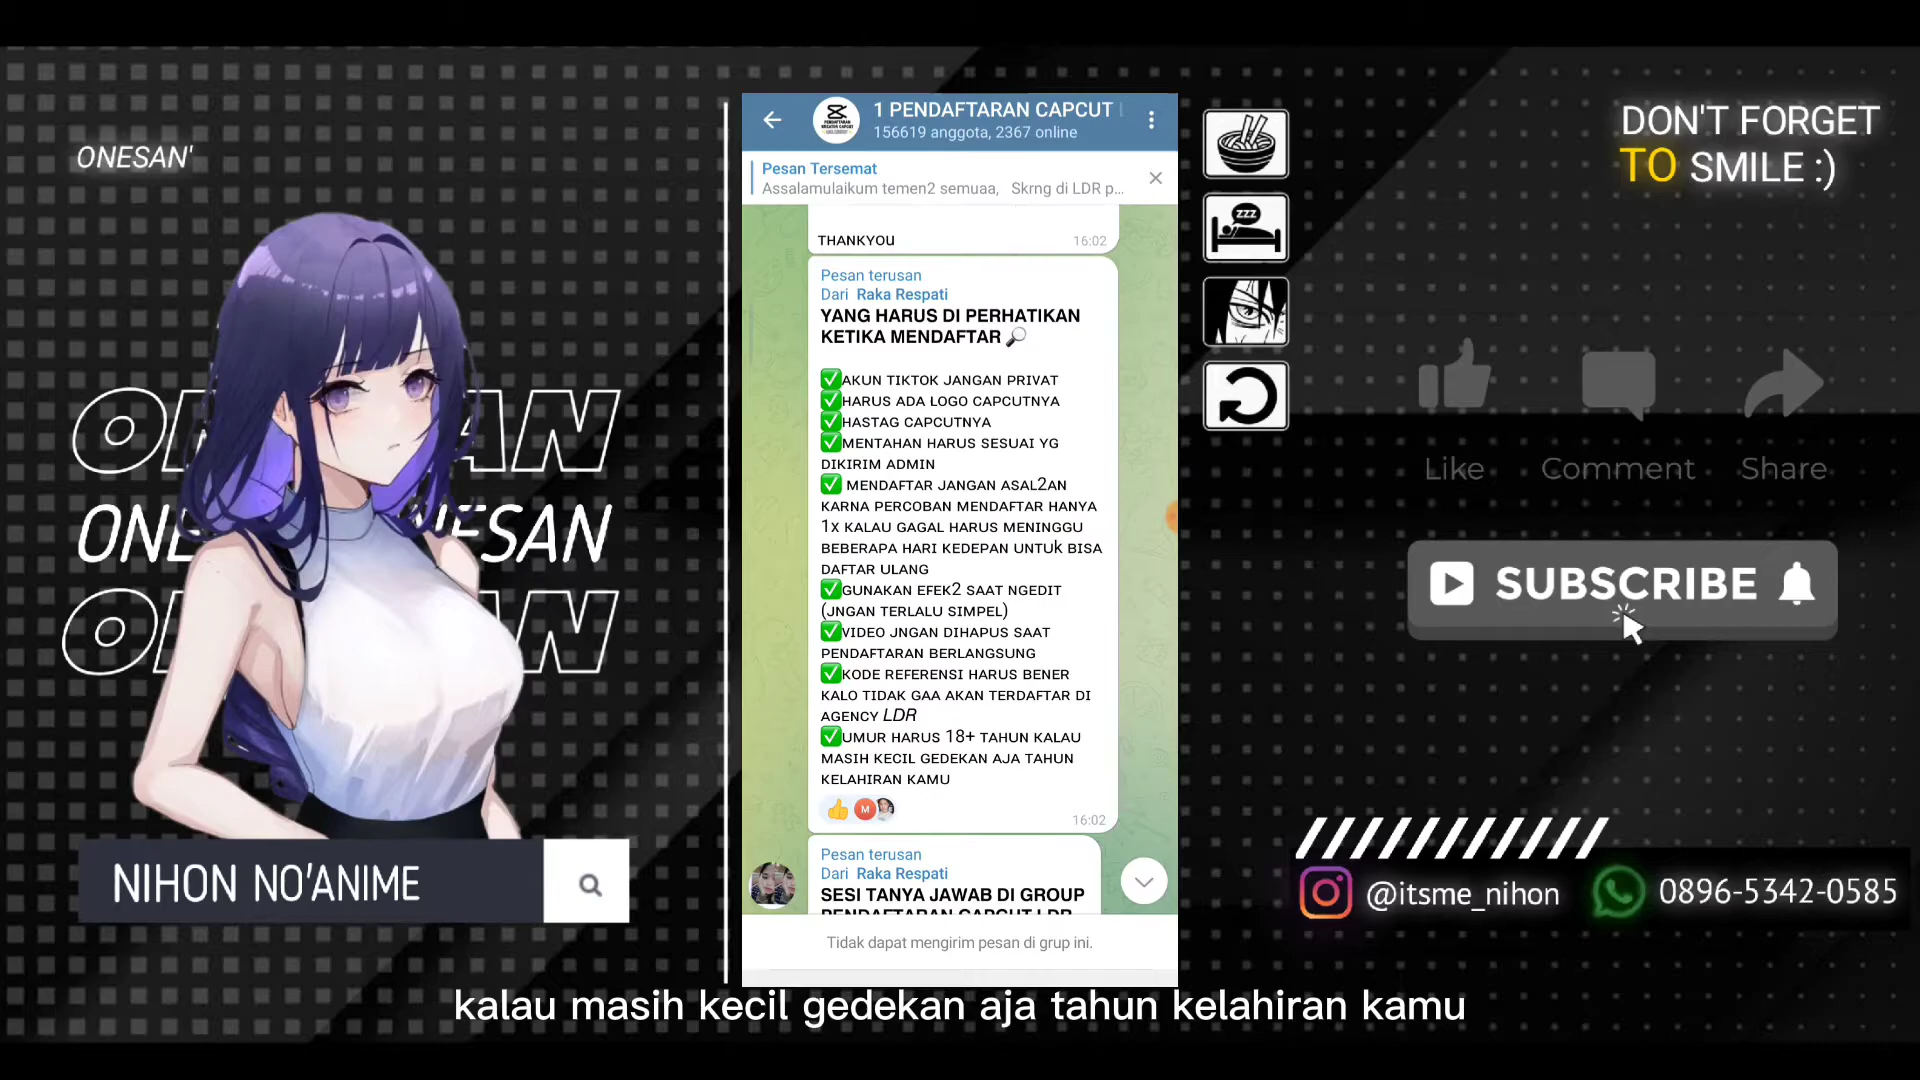 ONESAN'
ONESAN
NIHON NO'ANIME
1 PENDAFTARAN CAPCUT
156619 anggota, 2367 online
Pesan Tersemat
Assalamulaikum temen2 semuaa, Skrng di LDR p...
THANKYOU
16:02
Pesan terusan
Dari Raka Respati
YANG HARUS DI PERHATIKAN
KETIKA MENDAFTAR🔎
✅AKUN TIKTOK JANGAN PRIVAT
✅HARUS ADA LOGO CAPCUTNYA
✅HASTAG CAPCUTNYA
✅MENTAHAN HARUS SESUAI YG
DIKIRIM ADMIN
✅ MENDAFTAR JANGAN ASAL2AN
KARNA PERCOBAN MENDAFTAR HANYA
1x KALAU GAGAL HARUS MENINGGU
BEBERAPA HARI KEDEPAN UNTUk BISA
DAFTAR ULANG
✅GUNAKAN EFEK2 SAAT NGEDIT
(JNGAN TERLALU SIMPEL)
✅VIDEO JNGAN DIHAPUS SAAT
PENDAFTARAN BERLANGSUNG
✅KODE REFERENSI HARUS BENER
KALO TIDAK GAA AKAN TERDAFTAR DI
AGENCY LDR
✅UMUR HARUS 18+ TAHUN KALAU
MASIH KECIL GEDEKAN AJA TAHUN
KELAHIRAN KAMU
M
16:02
Pesan terusan
Dari Raka Respati
SESI TANYA JAWAB DI GROUP
PENDAFTARAN CAPCUT LDR
Tidak dapat mengirim pesan di grup ini.
ZZZ
DON'T FORGET
TO SMILE :)
Like Comment Share
SUBSCRIBE
@itsme_nihon
0896-5342-0585
kalau masih kecil gedekan aja tahun kelahiran kamu